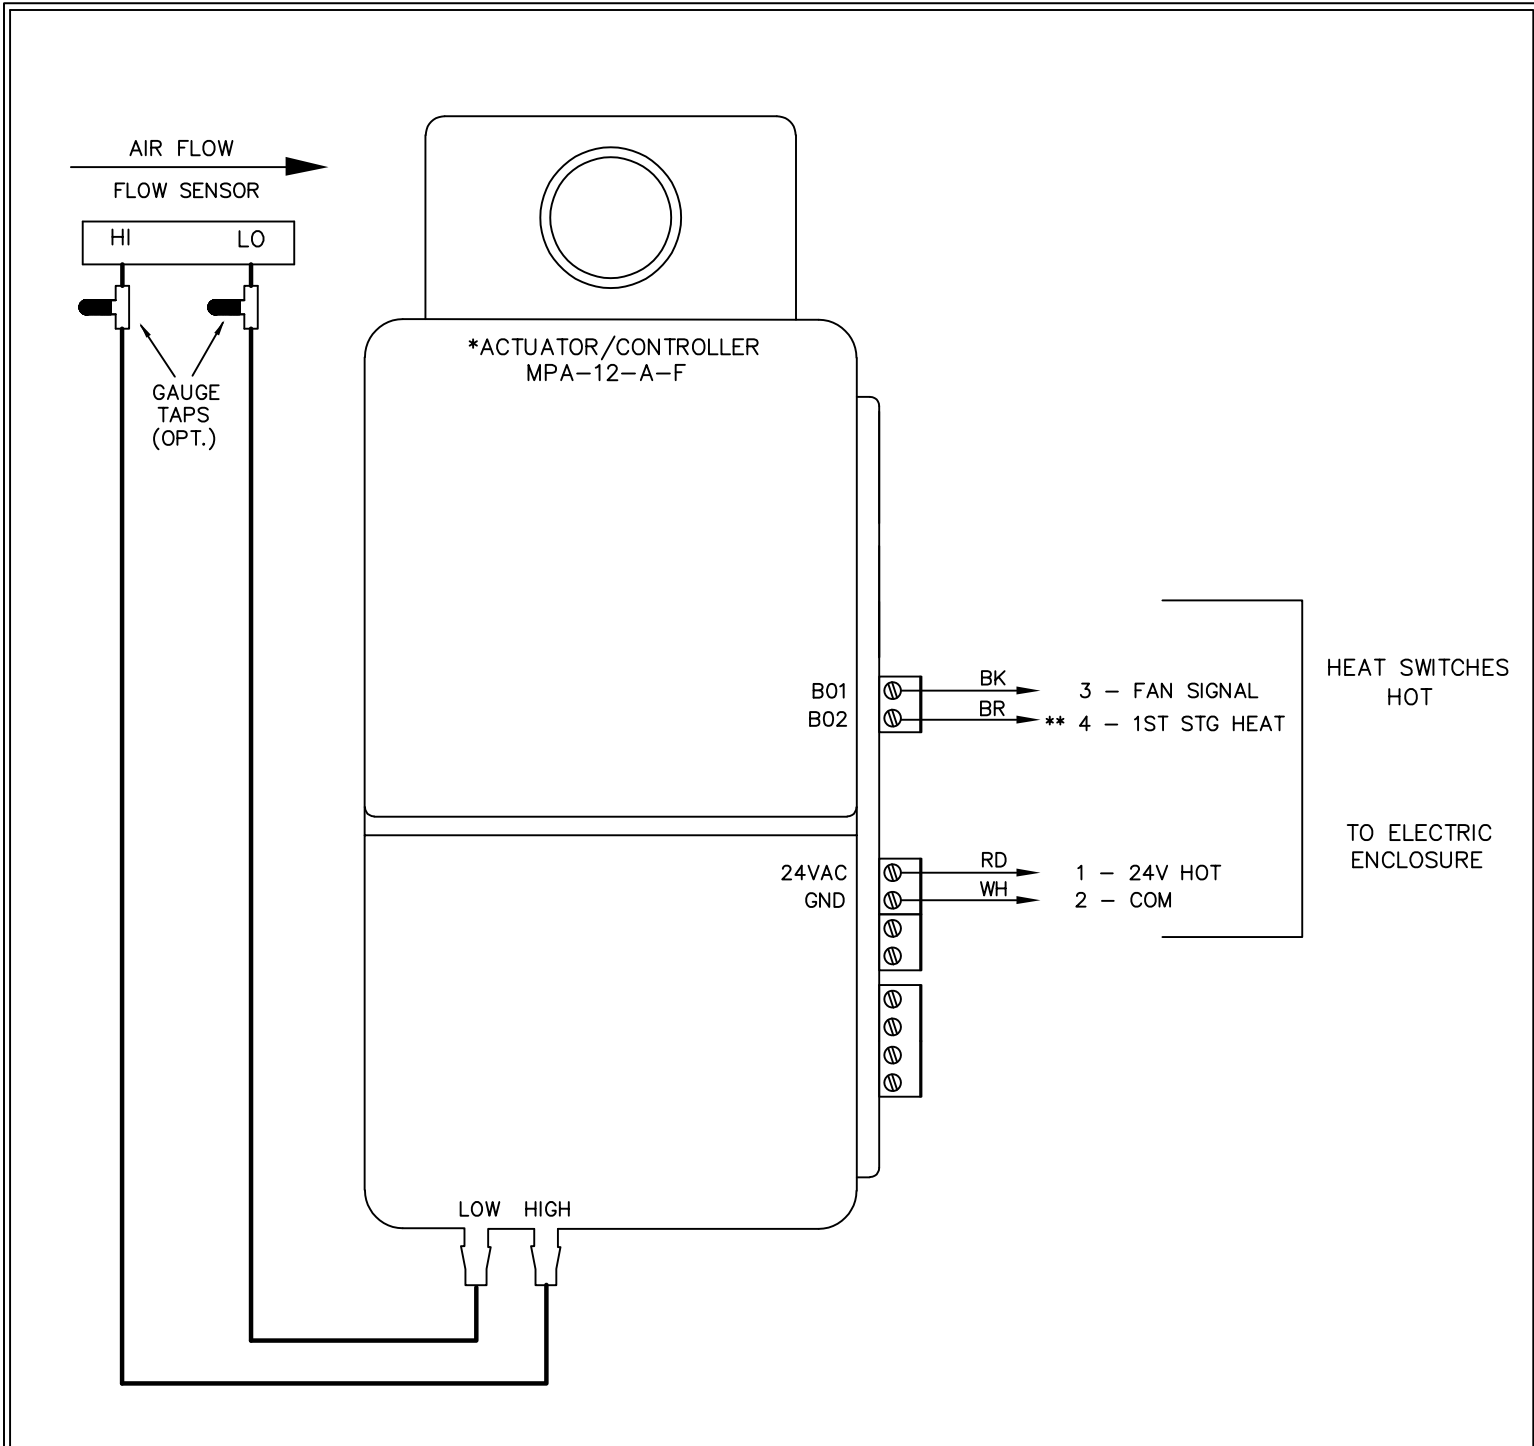 AIR FLOW
FLOW SENSOR
HI LO
GAUGE
TAPS
(OPT.)
*ACTUATOR/CONTROLLER
MPA-12-A-F
BO1 BK 3 - FAN SIGNAL
BO2 BR ** 4 - 1ST STG HEAT
HEAT SWITCHES
HOT
24VAC RD 1 - 24V HOT
GND WH 2 - COM
TO ELECTRIC
ENCLOSURE
LOW HIGH